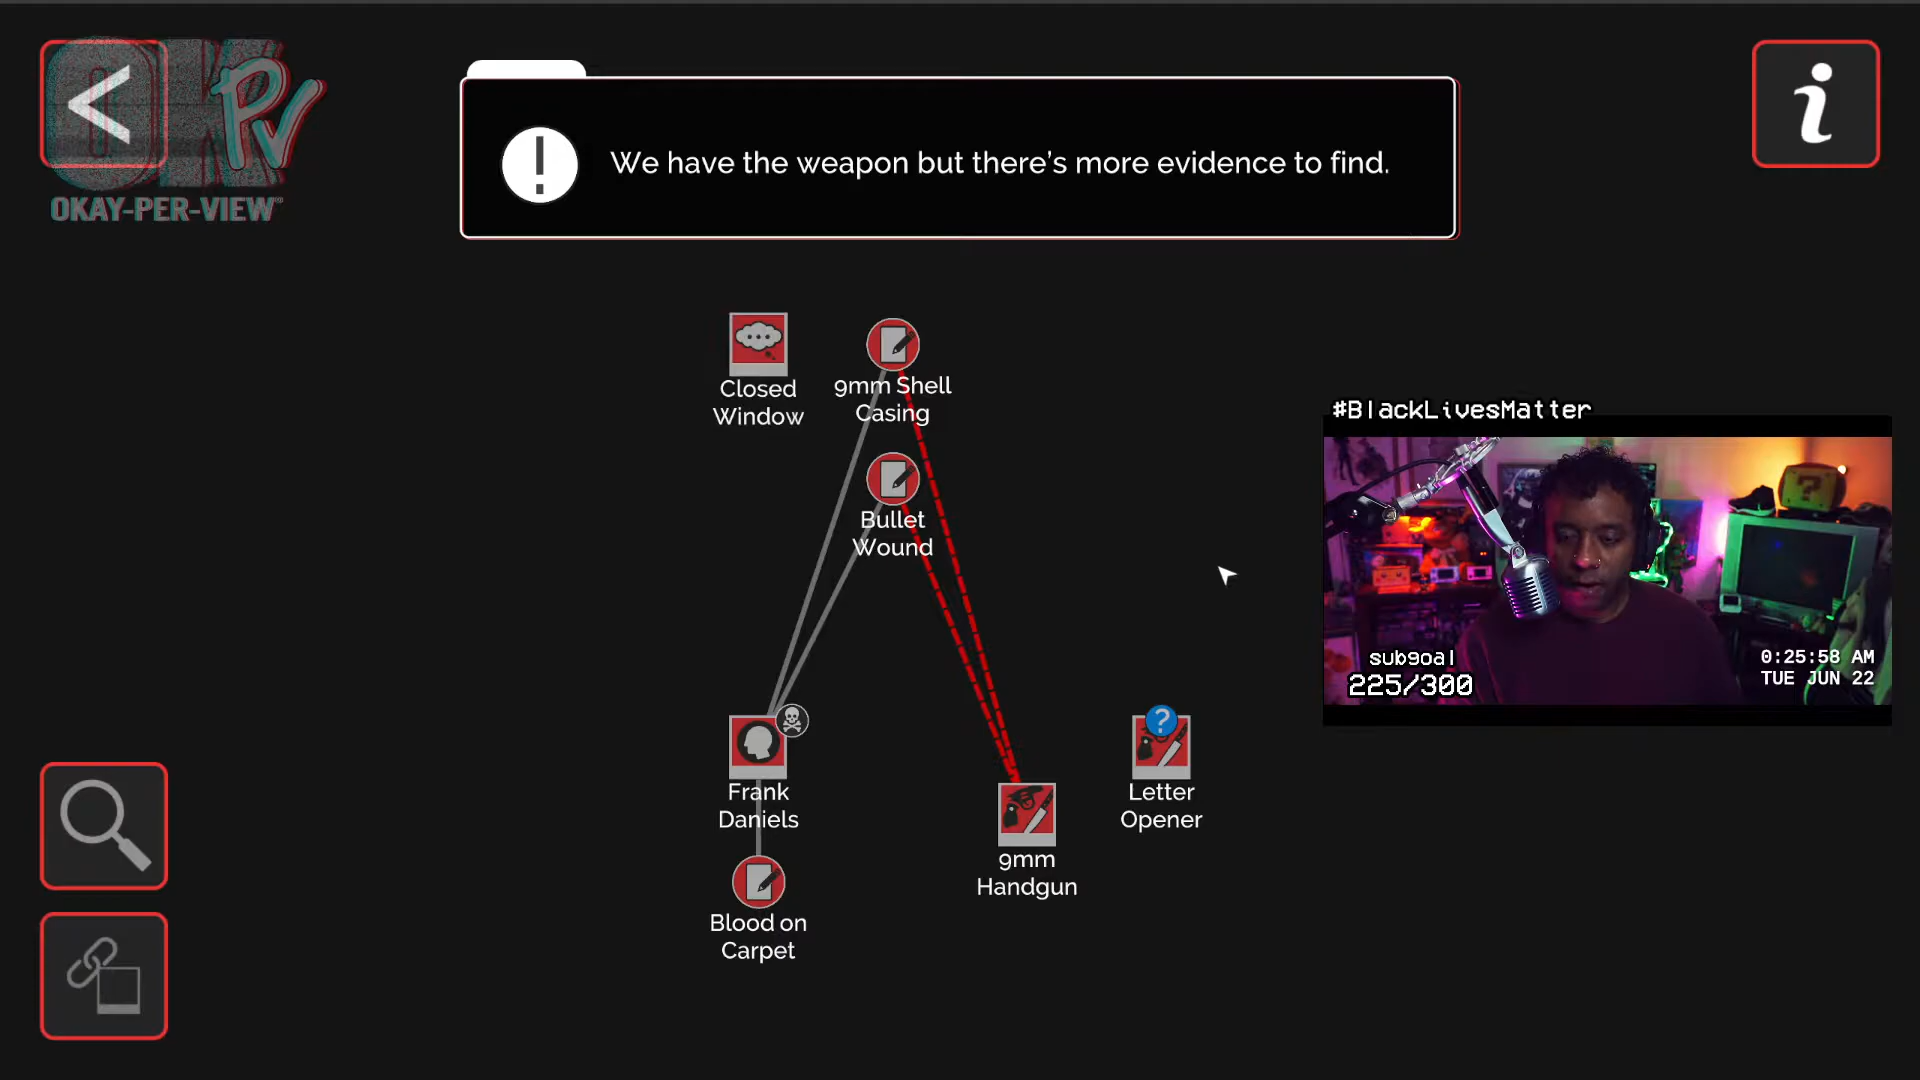 OK PV
OKAY-PER-VIEW
We have the weapon but there's more evidence to find.
Closed
Window
9mm Shell
Casing
Bullet
Wound
#BlackLivesMatter
subgoal
225/300
0:25:58 AM
TUE JUN 22
Frank
Daniels
Letter
Opener
9mm
Handgun
Blood on
Carpet